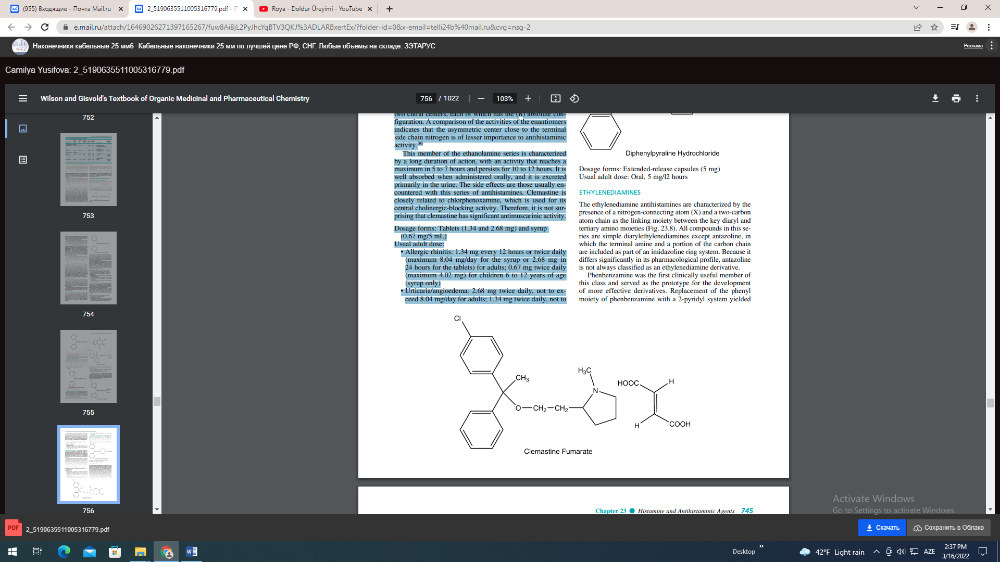 (955) Входящие - Почта Mail.ru
2_5190635511005316779.pdf - П
Röya - Doldur Üreyimi - YouTube
e.mail.ru/attach/16469026271397165267/fuw8Ai8jL2PyJhcYqBTV3QKJ%3ADLARBxertEx/?folder-id=0&x-email=telli24b%40mail.ru&cvg=nsg-2
Наконечники кабельные 25 мм6 Кабельные наконечники 25 мм по лучшей цене РФ, СНГ. Любые объемы на складе. ЗЭТАРУС
Реклама
Camilya Yusifova: 2_5190635511005316779.pdf
Wilson and Gisvold's Textbook of Organic Medicinal and Pharmaceutical Chemistry
756 / 1022
103%
752
753
754
755
756
two chiral centers, each of which has the (R) absolute con-
figuration. A comparison of the activities of the enantiomers
indicates that the asymmetric center close to the terminal
side chain nitrogen is of lesser importance to antihistaminic
activity.36
This member of the ethanolamine series is characterized
by a long duration of action, with an activity that reaches a
maximum in 5 to 7 hours and persists for 10 to 12 hours. It is
well absorbed when administered orally, and it is excreted
primarily in the urine. The side effects are those usually en-
countered with this series of antihistamines. Clemastine is
closely related to chlorphenoxamine, which is used for its
central cholinergic-blocking activity. Therefore, it is not sur-
prising that clemastine has significant antimuscarinic activity.
Dosage forms: Tablets (1.34 and 2.68 mg) and syrup
(0.67 mg/5 mL)
Usual adult dose:
• Allergic rhinitis: 1.34 mg every 12 hours or twice daily
(maximum 8.04 mg/day for the syrup or 2.68 mg in
24 hours for the tablets) for adults; 0.67 mg twice daily
(maximum 4.02 mg) for children 6 to 12 years of age
(syrup only)
• Urticaria/angioedema: 2.68 mg twice daily, not to ex-
ceed 8.04 mg/day for adults; 1.34 mg twice daily, not to
Diphenylpyraline Hydrochloride
Dosage forms: Extended-release capsules (5 mg)
Usual adult dose: Oral, 5 mg/l2 hours
ETHYLENEDIAMINES
The ethylenediamine antihistamines are characterized by the
presence of a nitrogen-connecting atom (X) and a two-carbon
atom chain as the linking moiety between the key diaryl and
tertiary amino moieties (Fig. 23.8). All compounds in this se-
ries are simple diarylethylenediamines except antazoline, in
which the terminal amine and a portion of the carbon chain
are included as part of an imidazoline ring system. Because it
differs significantly in its pharmacological profile, antazoline
is not always classified as an ethylenediamine derivative.
Phenbenzamine was the first clinically useful member of
this class and served as the prototype for the development
of more effective derivatives. Replacement of the phenyl
moiety of phenbenzamine with a 2-pyridyl system yielded
Cl
CH3
O—CH2—CH2
H3C
N
HOOC
H
H
COOH
Clemastine Fumarate
Chapter 23 Histamine and Antihistaminic Agents 745
Activate Windows
Go to Settings to activate Windows.
PDF
2_5190635511005316779.pdf
Скачать
Сохранить в Облако
Desktop
42°F Light rain
AZE
2:37 PM
3/16/2022